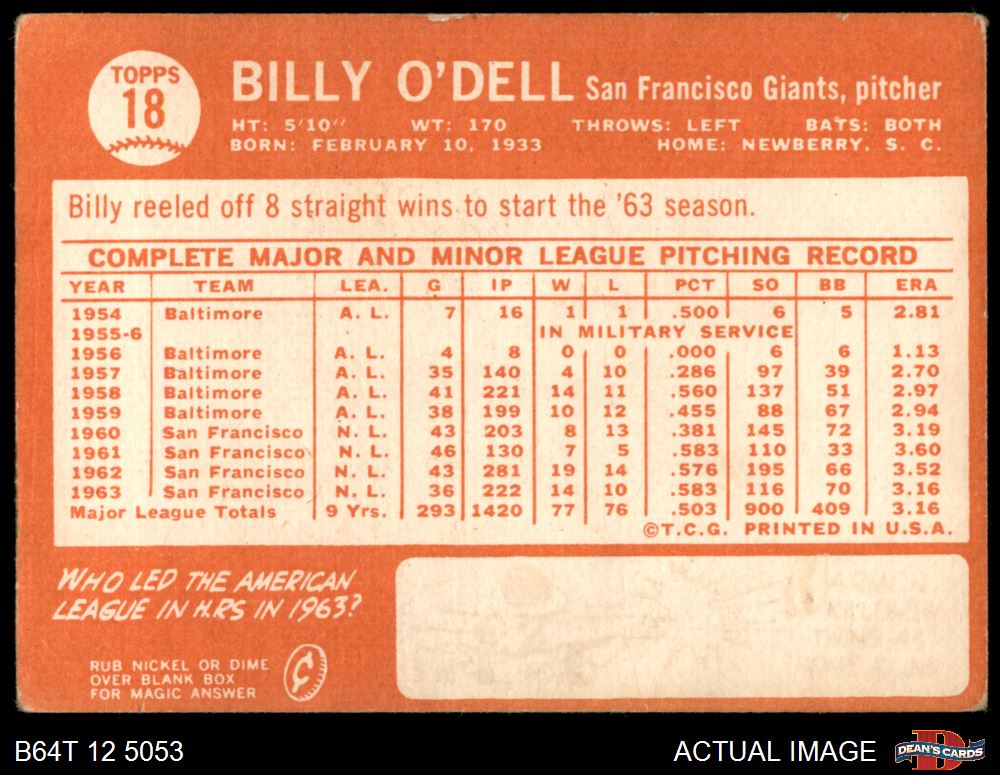 TOPPS
18
BILLY O'DELL San Francisco Giants, pitcher
HT: 5'10" WT: 170 THROWS: LEFT BATS: BOTH
BORN: FEBRUARY 10, 1933 HOME: NEWBERRY, S. C.
Billy reeled off 8 straight wins to start the '63 season.
COMPLETE MAJOR AND MINOR LEAGUE PITCHING RECORD
YEAR TEAM LEA. G IP W L PCT SO BB ERA
1954 Baltimore A. L. 7 16 1 1 .500 6 5 2.81
1955-6 IN MILITARY SERVICE
1956 Baltimore A. L. 4 8 0 0 .000 6 6 1.13
1957 Baltimore A. L. 35 140 4 10 .286 97 39 2.70
1958 Baltimore A. L. 41 221 14 11 .560 137 51 2.97
1959 Baltimore A. L. 38 199 10 12 .455 88 67 2.94
1960 San Francisco N. L. 43 203 8 13 .381 145 72 3.19
1961 San Francisco N. L. 46 130 7 5 .583 110 33 3.60
1962 San Francisco N. L. 43 281 19 14 .576 195 66 3.52
1963 San Francisco N. L. 36 222 14 10 .583 116 70 3.16
Major League Totals 9 Yrs. 293 1420 77 76 .503 900 409 3.16
©T.C.G. PRINTED IN U.S.A.
WHO LED THE AMERICAN
LEAGUE IN H.RS IN 1963?
RUB NICKEL OR DIME
OVER BLANK BOX
FOR MAGIC ANSWER
B64T 12 5053 ACTUAL IMAGE
DEAN'S CARDS